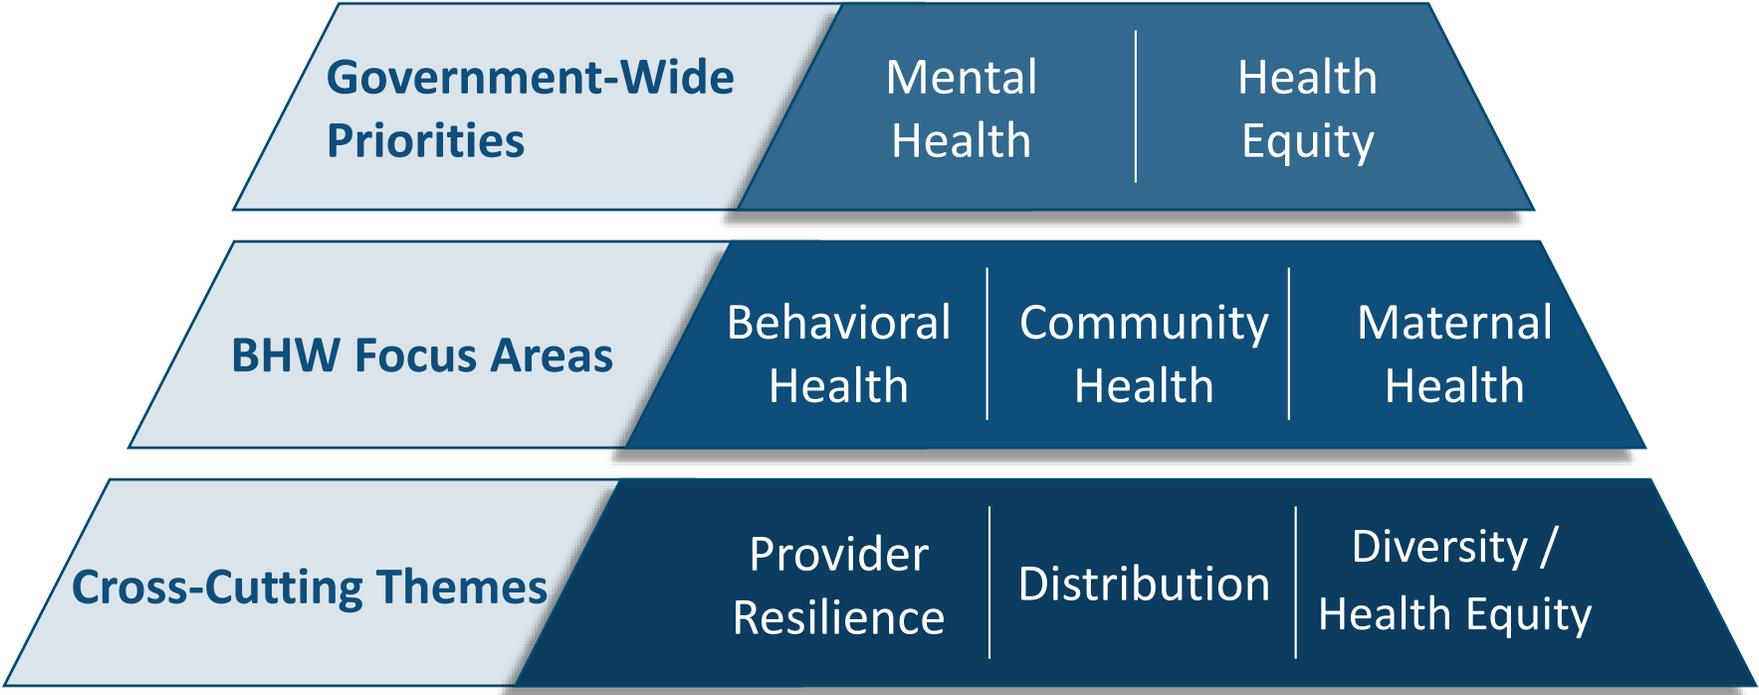 Government-Wide
Priorities
Mental
Health
Health
Equity
BHW Focus Areas
Behavioral
Health
Community
Health
Maternal
Health
Cross-Cutting Themes
Provider
Resilience
Distribution
Diversity /
Health Equity